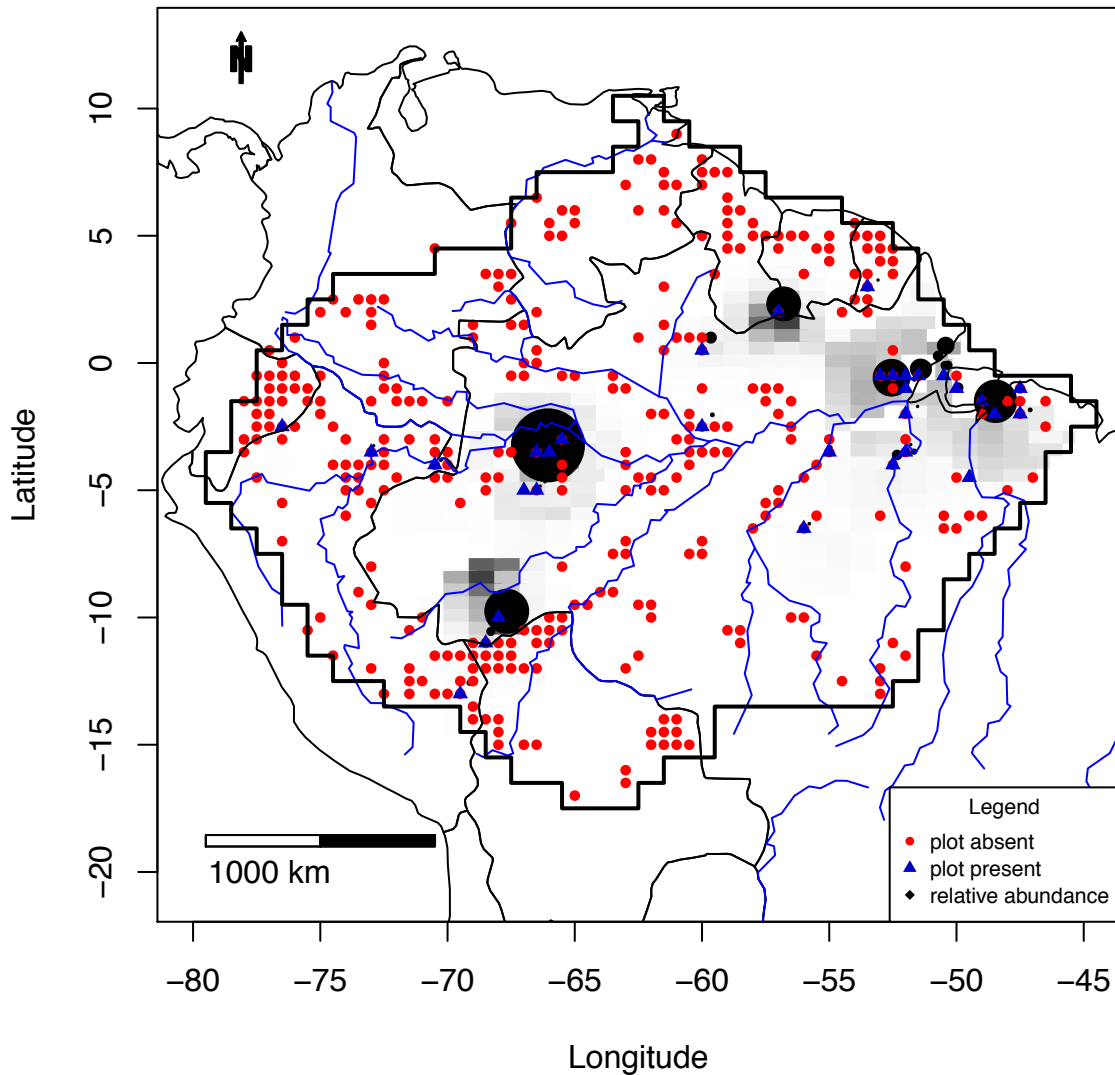 N
10
5
0
−5
−10
−15
−20
Latitude
1000 km
Legend
plot absent
plot present
relative abundance
−80 −75 −70 −65 −60 −55 −50 −45
Longitude